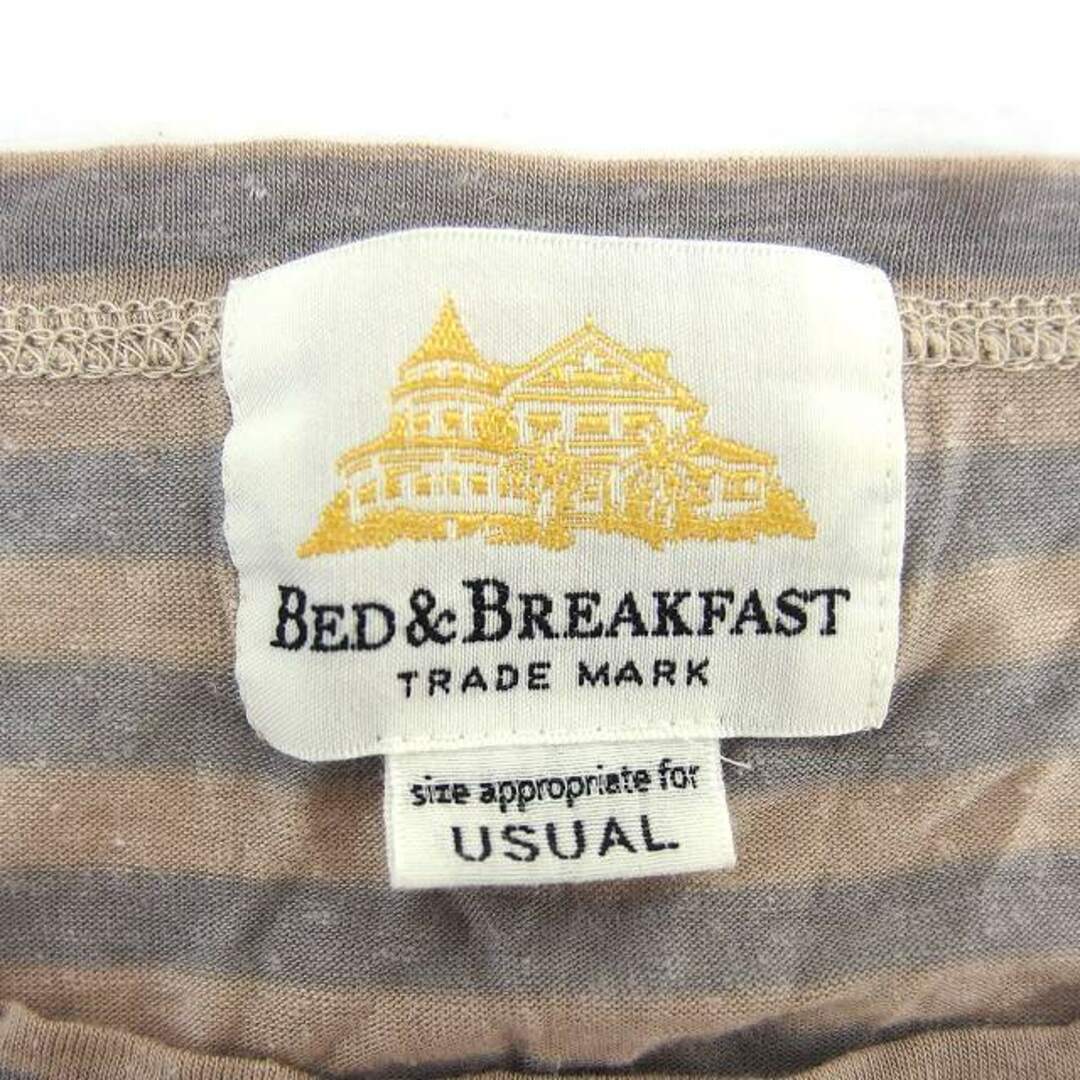 BED & BREAKFAST
TRADE MARK
size appropriate for
USUAL.